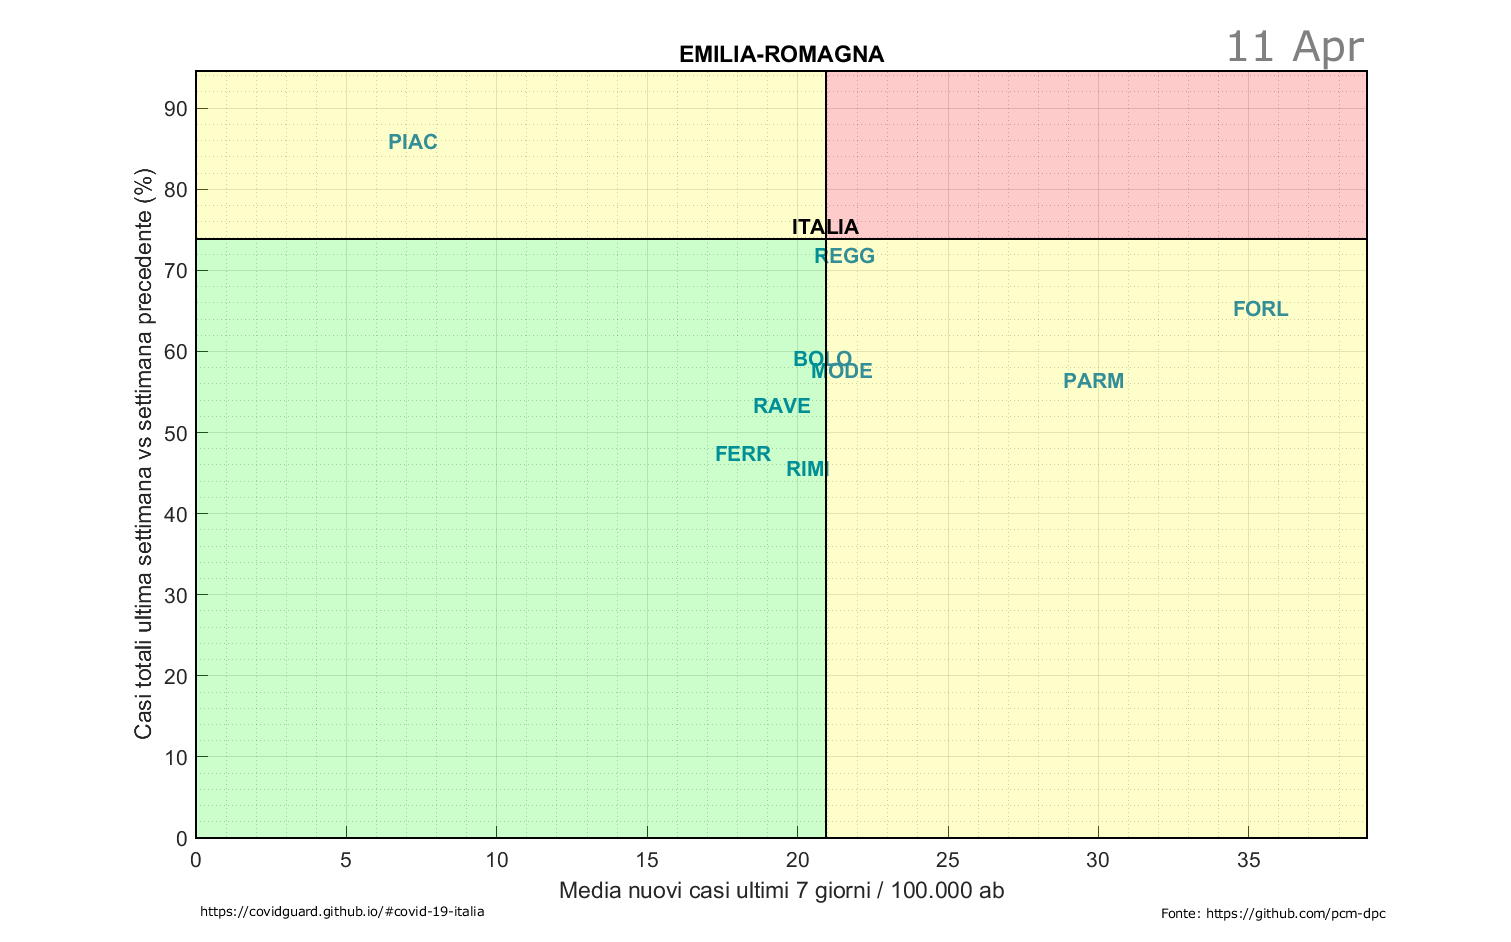 11 Apr
EMILIA-ROMAGNA
Casi totali ultima settimana vs settimana precedente (%)
90
80
70
60
50
40
30
20
10
0
PIAC
ITALIA
REGG
FORL
BOLO
MODE
PARM
RAVE
FERR
RIMI
0 5 10 15 20 25 30 35
Media nuovi casi ultimi 7 giorni / 100.000 ab
https://covidguard.github.io/#covid-19-italia
Fonte: https://github.com/pcm-dpc